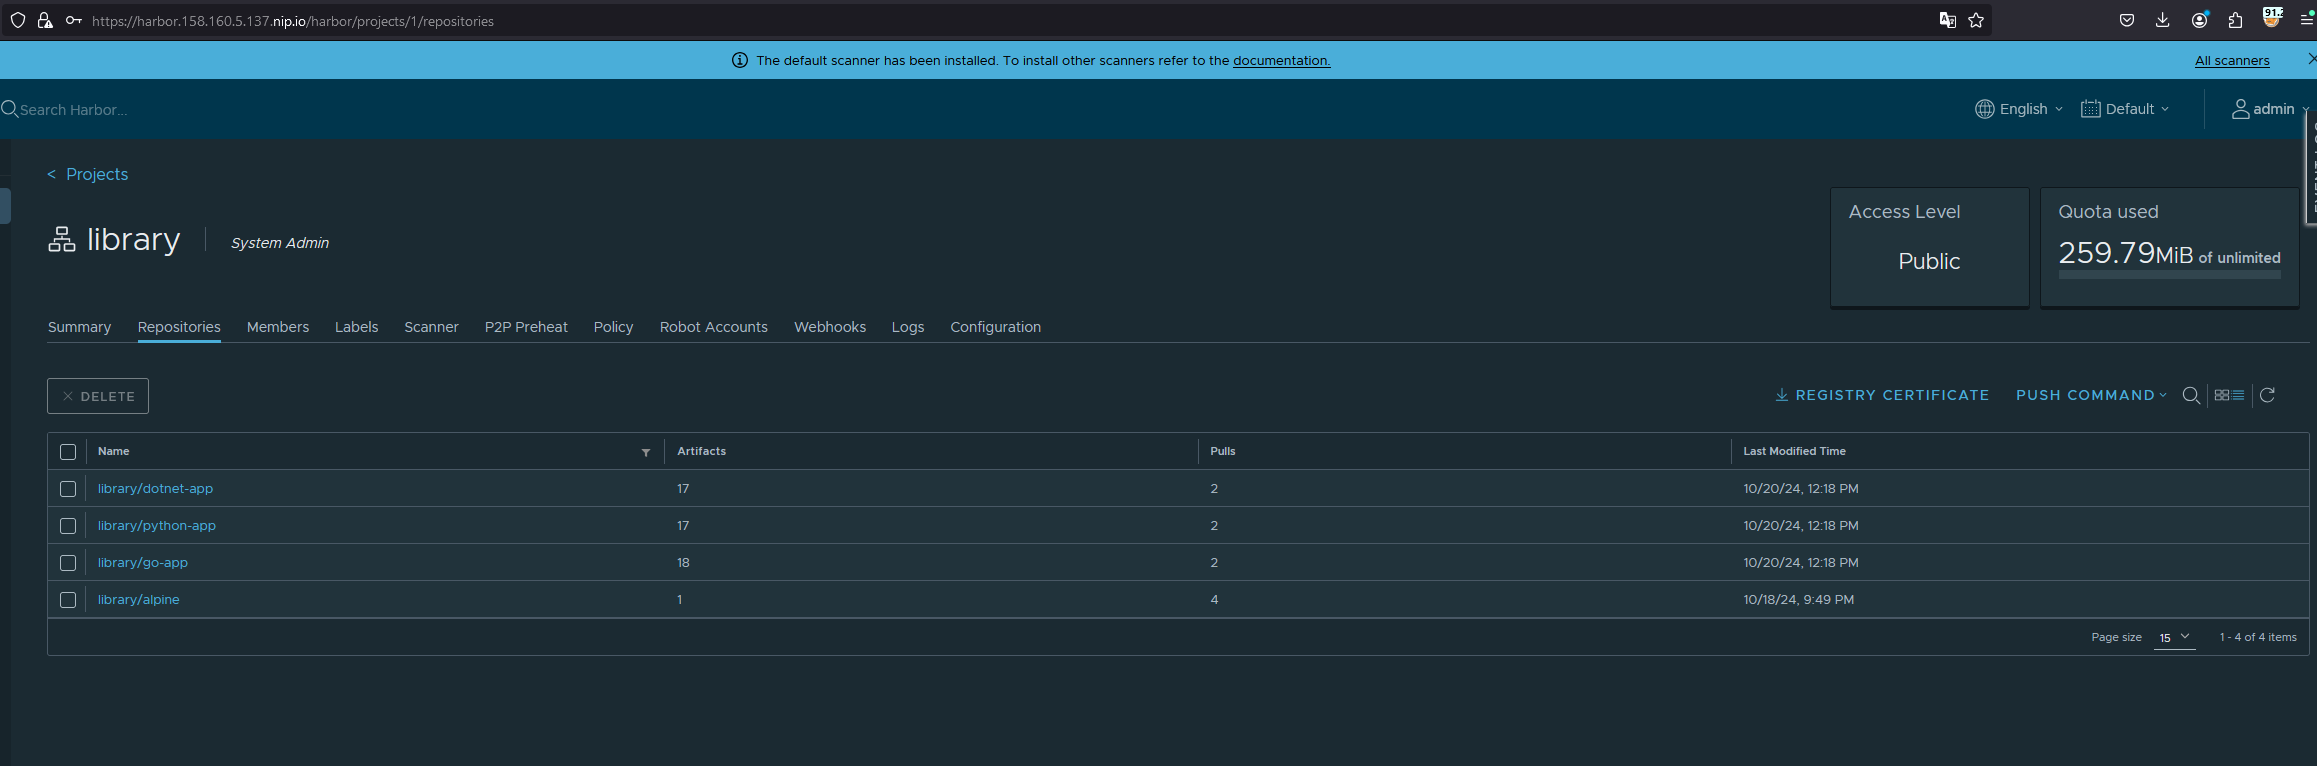 https://harbor.158.160.5.137.nip.io/harbor/projects/1/repositories
91.2
The default scanner has been installed. To install other scanners refer to the documentation.
All scanners
Search Harbor...
English
Default
admin
< Projects
library
System Admin
Access Level
Public
Quota used
259.79MiB of unlimited
Summary Repositories Members Labels Scanner P2P Preheat Policy Robot Accounts Webhooks Logs Configuration
DELETE
REGISTRY CERTIFICATE
PUSH COMMAND
Name Artifacts Pulls Last Modified Time
library/dotnet-app 17 2 10/20/24, 12:18 PM
library/python-app 17 2 10/20/24, 12:18 PM
library/go-app 18 2 10/20/24, 12:18 PM
library/alpine 1 4 10/18/24, 9:49 PM
Page size 15 1 - 4 of 4 items